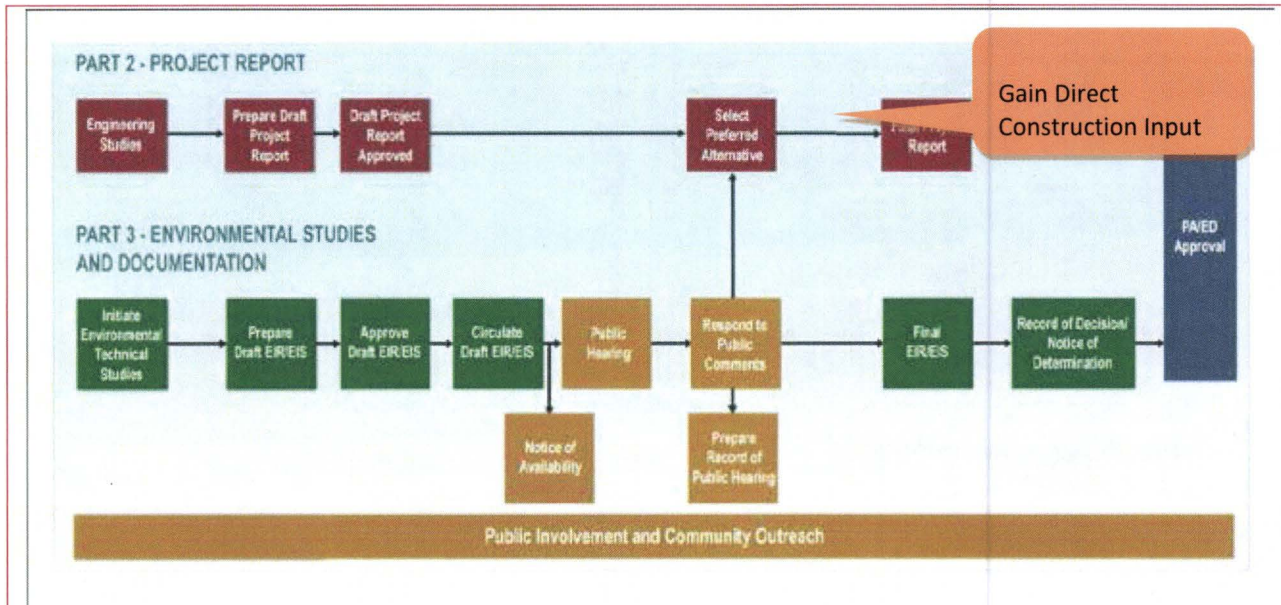 PART 2 - PROJECT REPORT
Gain Direct
Construction Input
Engineering
Studies
Prepare Draft
Project
Report
Draft Project
Report
Approved
Select
Preferred
Alternative
Report
PART 3 - ENVIRONMENTAL STUDIES
AND DOCUMENTATION
PA/ED
Approval
Initiate
Environmental
Technical
Studies
Prepare
Draft EIR/EIS
Approve
Draft EIR/EIS
Circulate
Draft EIR/EIS
Public
Hearing
Respond to
Public
Comments
Final
EIR/EIS
Record of Decision/
Notice of
Determination
Notice of
Availability
Prepare
Record of
Public Hearing
Public Involvement and Community Outreach